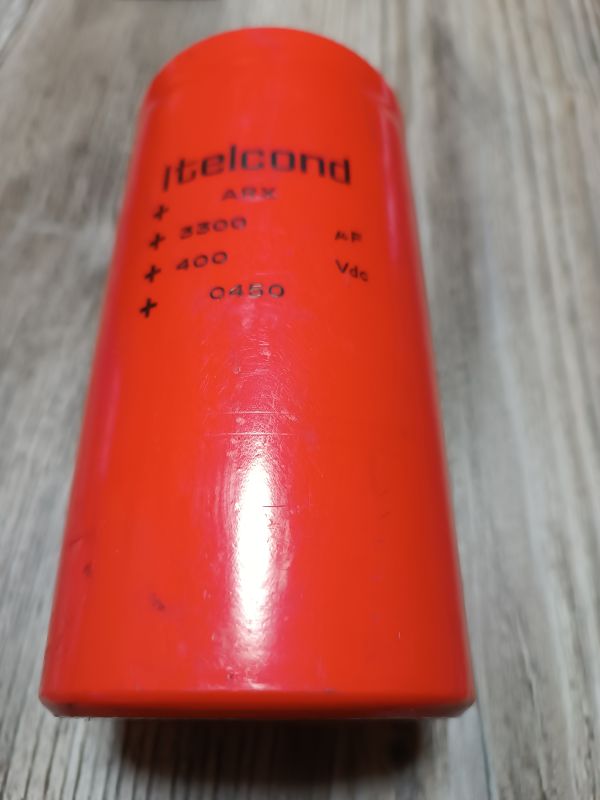 Itelcond
+ ARX
+ 3300 µF
+ 400 Vdc
+ 0450